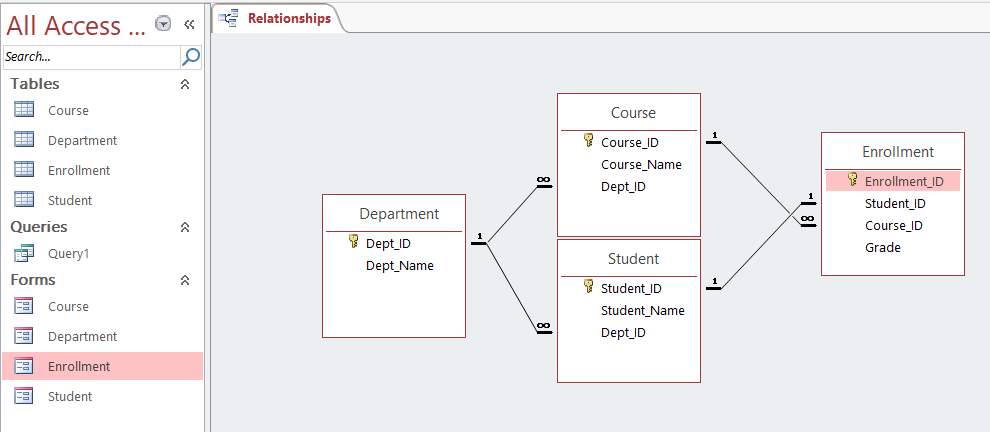 All Access ...
Search...
Tables
Course
Department
Enrollment
Student
Queries
Query1
Forms
Course
Department
Enrollment
Student
Relationships
Department
Dept_ID
Dept_Name
1
∞
∞
Course
Course_ID
Course_Name
Dept_ID
Student
Student_ID
Student_Name
Dept_ID
1
1
1
∞
Enrollment
Enrollment_ID
Student_ID
Course_ID
Grade